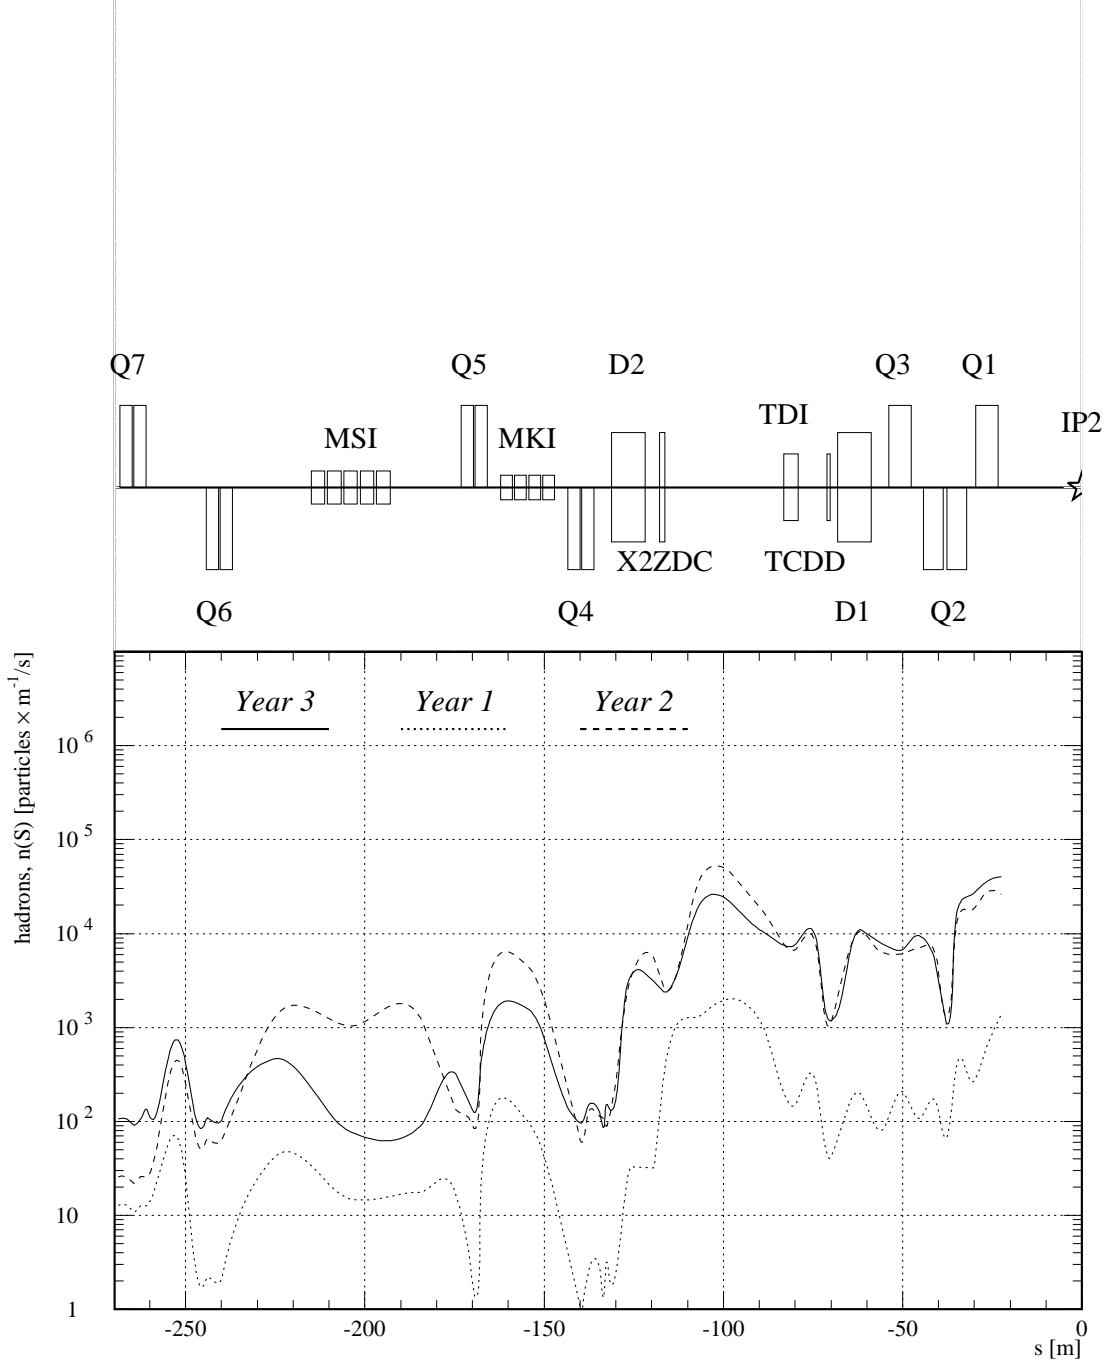 Q7 Q5 D2 Q3 Q1
TDI
IP2
MSI MKI
X2ZDC TCDD
Q6 Q4 D1 Q2
hadrons, n(S) [particles × m⁻¹/s]
Year 3 Year 1 Year 2
10⁶
10⁵
10⁴
10³
10²
10
1
-250 -200 -150 -100 -50 0
s [m]